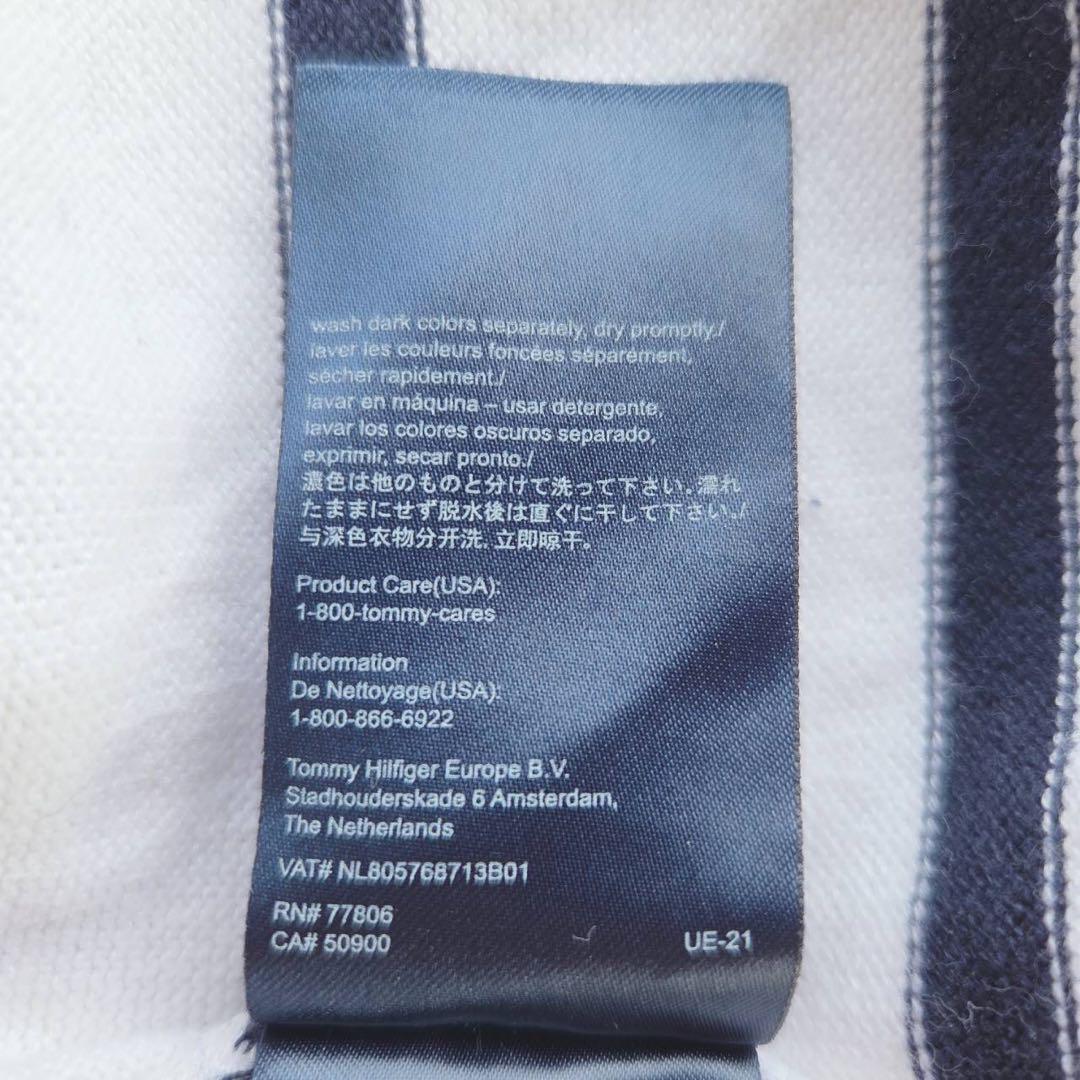 wash dark colors separately, dry promptly./
laver les couleurs foncées séparément,
sécher rapidement./
lavar en máquina – usar detergente,
lavar los colores oscuros separado,
exprimir, secar pronto./
濃色は他のものと分けて洗って下さい。濡れ
たままにせず脱水後は直ぐに干して下さい。/
与深色衣物分开洗, 立即晾干。
Product Care(USA):
1-800-tommy-cares
Information
De Nettoyage(USA):
1-800-866-6922
Tommy Hilfiger Europe B.V.
Stadhouderskade 6 Amsterdam,
The Netherlands
VAT# NL805768713B01
RN# 77806
CA# 50900
UE-21